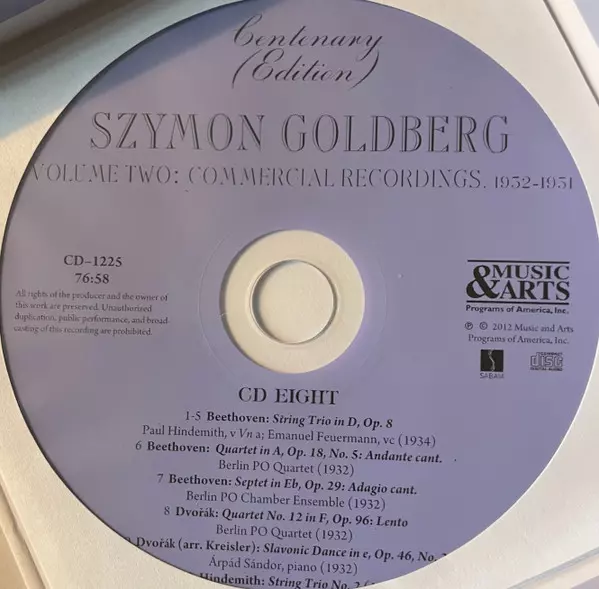 Centenary
(Edition)
SZYMON GOLDBERG
VOLUME TWO: COMMERCIAL RECORDINGS, 1932-1951
CD–1225
76:58
All rights of the producer and the owner of
this work are preserved. Unauthorized
duplication, public performance, and broad-
casting of this recording are prohibited.
MUSIC
& ARTS
Programs of America, Inc.
℗ © 2012 Music and Arts
Programs of America, Inc.
SABAM
COMPACT
disc
DIGITAL AUDIO
CD EIGHT
1-5 Beethoven: String Trio in D, Op. 8
Paul Hindemith, v Vn a; Emanuel Feuermann, vc (1934)
6 Beethoven: Quartet in A, Op. 18, No. 5: Andante cant.
Berlin PO Quartet (1932)
7 Beethoven: Septet in Eb, Op. 29: Adagio cant.
Berlin PO Chamber Ensemble (1932)
8 Dvořák: Quartet No. 12 in F, Op. 96: Lento
Berlin PO Quartet (1932)
Dvořák (arr. Kreisler): Slavonic Dance in e, Op. 46, No.
Árpád Sándor, piano (1932)
Hindemith: String Trio No. 2